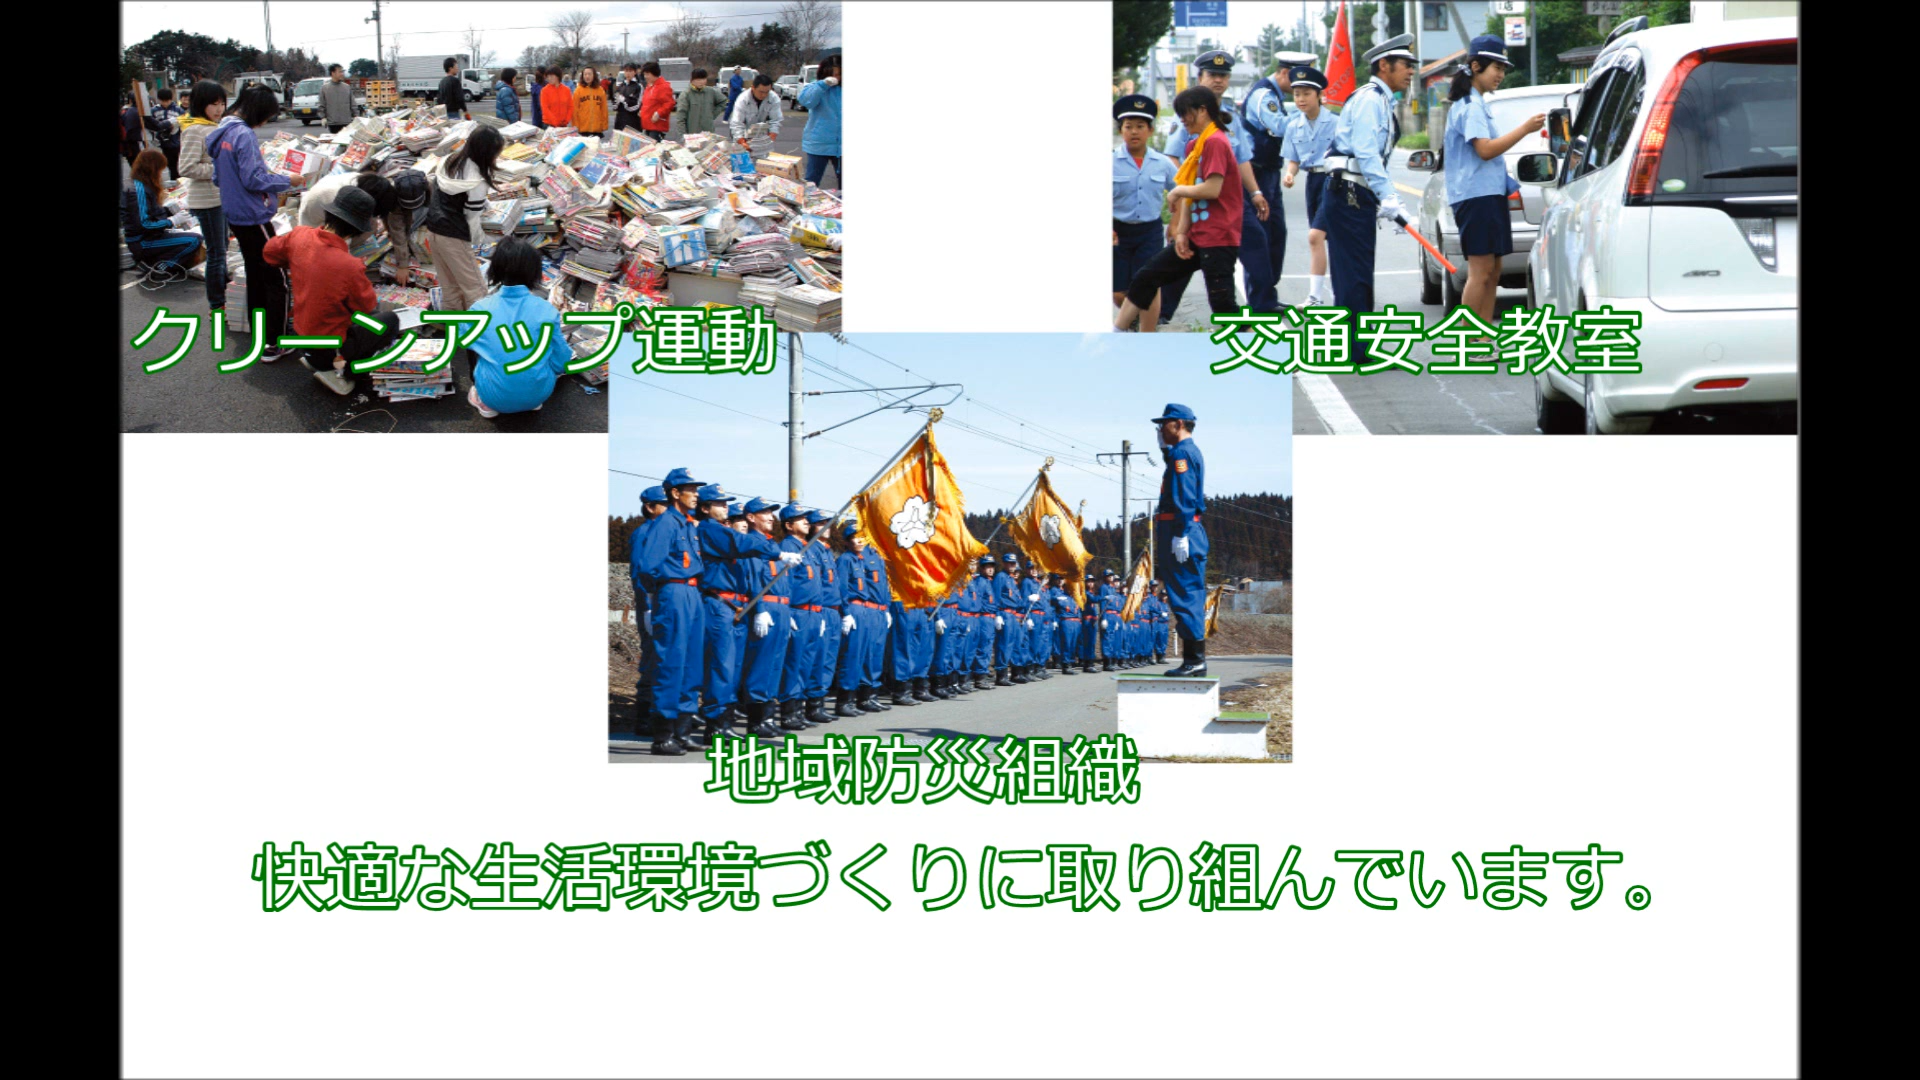 クリーンアップ運動
交通安全教室
地域防災組織
快適な生活環境づくりに取り組んでいます。